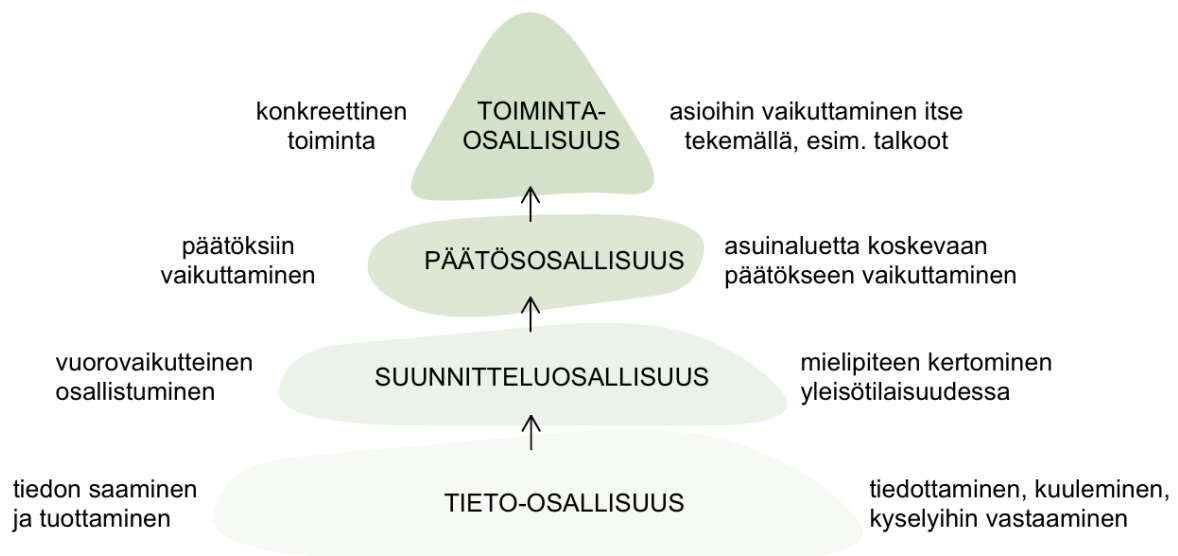 konkreettinen
toiminta
TOIMINTA-
OSALLISUUS
asioihin vaikuttaminen itse
tekemällä, esim. talkoot
päätöksiin
vaikuttaminen
PÄÄTÖSOSALLISUUS
asuinaluetta koskevaan
päätökseen vaikuttaminen
vuorovaikutteinen
osallistuminen
SUUNNITTELUOSALLISUUS
mielipiteen kertominen
yleisötilaisuudessa
tiedon saaminen
ja tuottaminen
TIETO-OSALLISUUS
tiedottaminen, kuuleminen,
kyselyihin vastaaminen